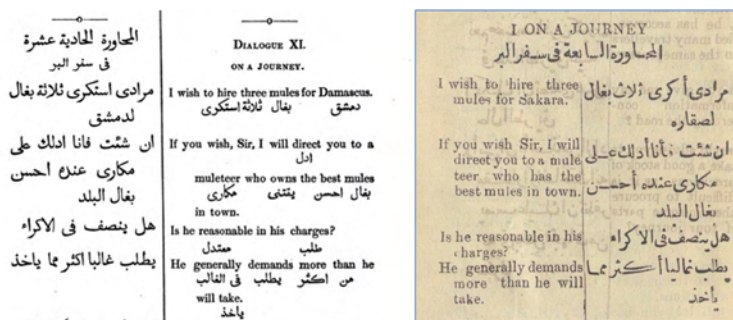 المحاورة الحادية عشرة
في سفر البر
مرادى استكرى ثلاثة بغال
لدمشق
ان شئت فانا ادلك على
مكارى عنده احسن
بغال البلد
هل ينصف فى الاكراء
يطلب غالبا اكثر مما ياخذ
DIALOGUE XI.
ON A JOURNEY.
I wish to hire three mules for Damascus.
دمشق بغال ثلاثة استكرى
If you wish, Sir, I will direct you to a
ادل
muleteer who owns the best mules
بغال احسن يقتنى مكارى
in town.
Is he reasonable in his charges?
طلب معتدل
He generally demands more than he
من اكثر يطلب فى الغالب
will take.
ياخذ
I ON A JOURNEY
المحاورة السابعة فى سفر البر
I wish to hire three
mules for Sakara.
مرادى أكرى ثلاث بغال
لصقاره
If you wish Sir, I will
direct you to a mule
teer who has the
best mules in town.
ان شئت فأنا أدلك على
مكارى عنده أحسن
بغال البلد
Is he reasonable in his
charges?
هل ينصف فى الاكراء
He generally demands
more than he will
take.
يطلب غالبا أكثر مما
ياخذ